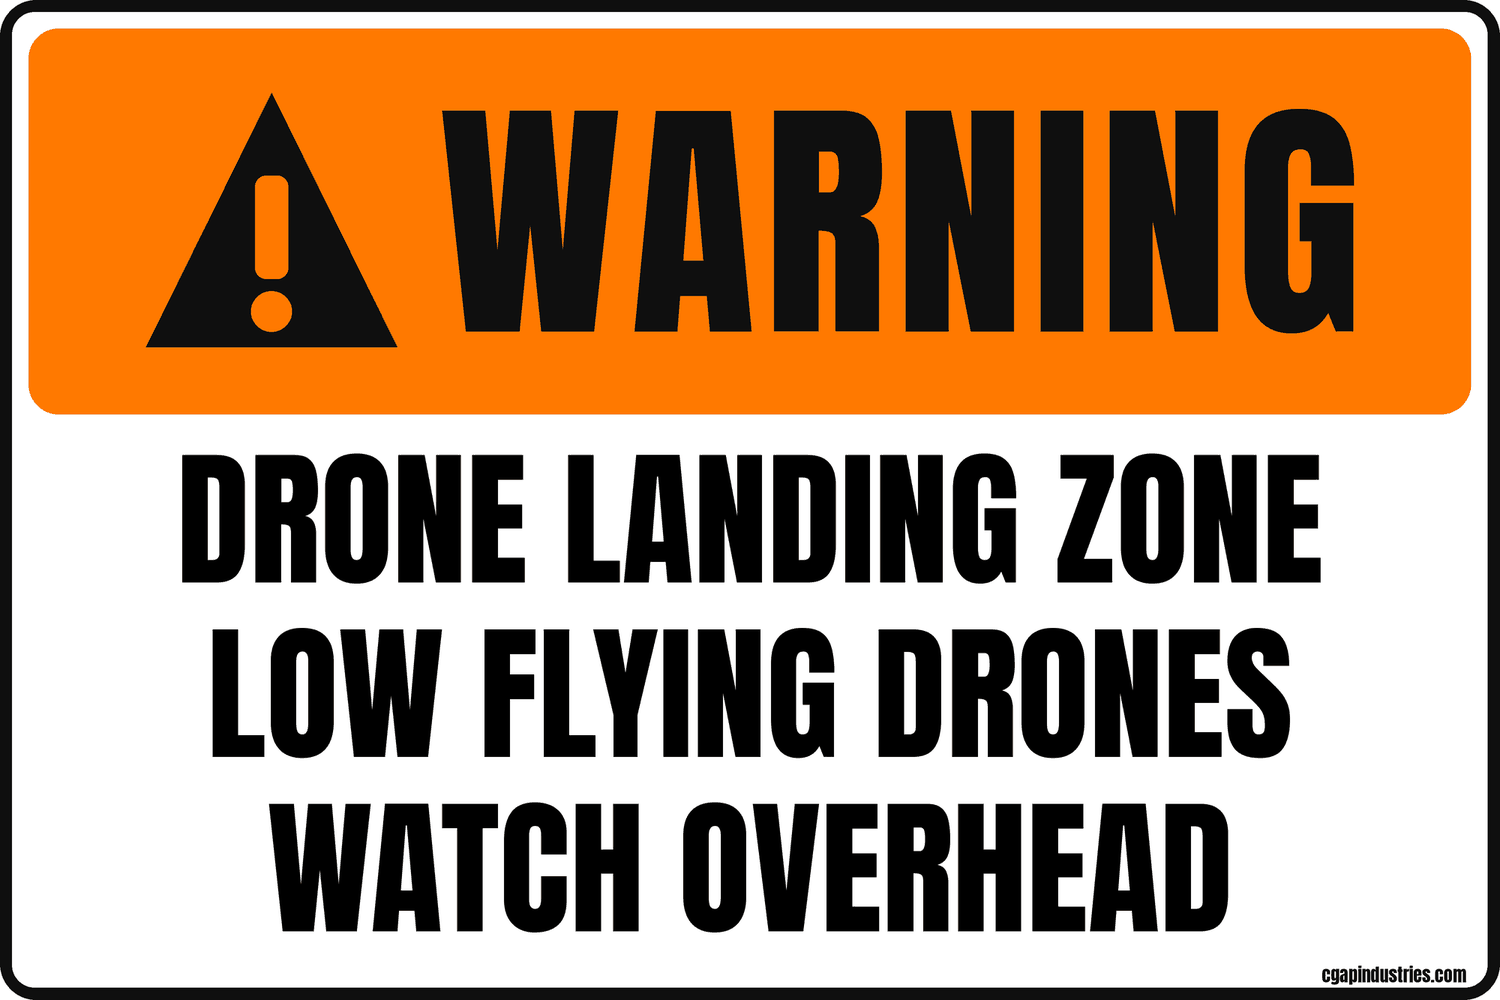 WARNING
DRONE LANDING ZONE
LOW FLYING DRONES
WATCH OVERHEAD
cgapindustries.com